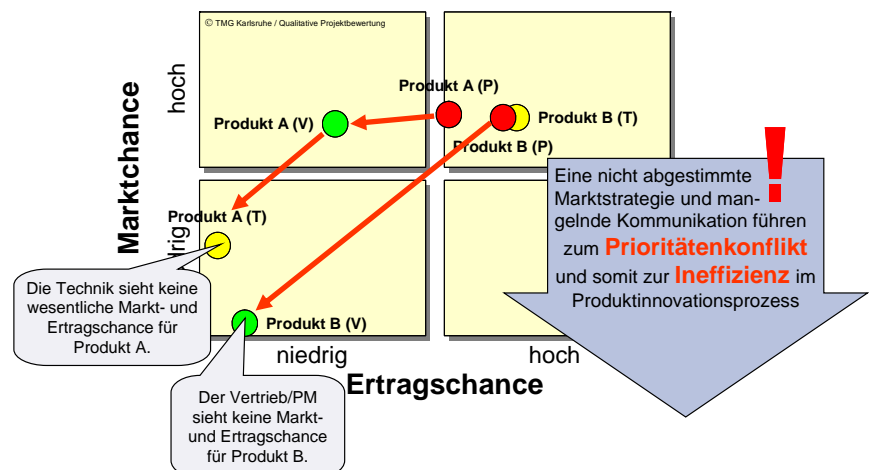 © TMG Karlsruhe / Qualitative Projektbewertung
Marktchance
hoch
drig
Produkt A (P)
Produkt A (V)
Produkt B (T)
Produkt B (P)
Produkt A (T)
Produkt B (V)
niedrig
hoch
Ertragschance
Die Technik sieht keine
wesentliche Markt- und
Ertragschance für
Produkt A.
Der Vertrieb/PM
sieht keine Markt-
und Ertragschance
für Produkt B.
!
Eine nicht abgestimmte
Marktstrategie und man-
gelnde Kommunikation führen
zum Prioritätenkonflikt
und somit zur Ineffizienz im
Produktinnovationsprozess